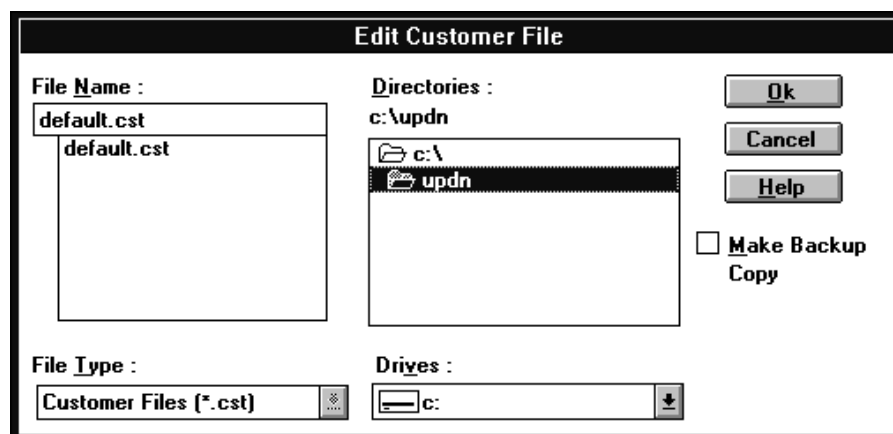 Edit Customer File
File Name :
default.cst
default.cst
File Type :
Customer Files (*.cst)
Directories :
c:\updn
c:\
updn
Drives :
c:
Ok
Cancel
Help
Make Backup
Copy